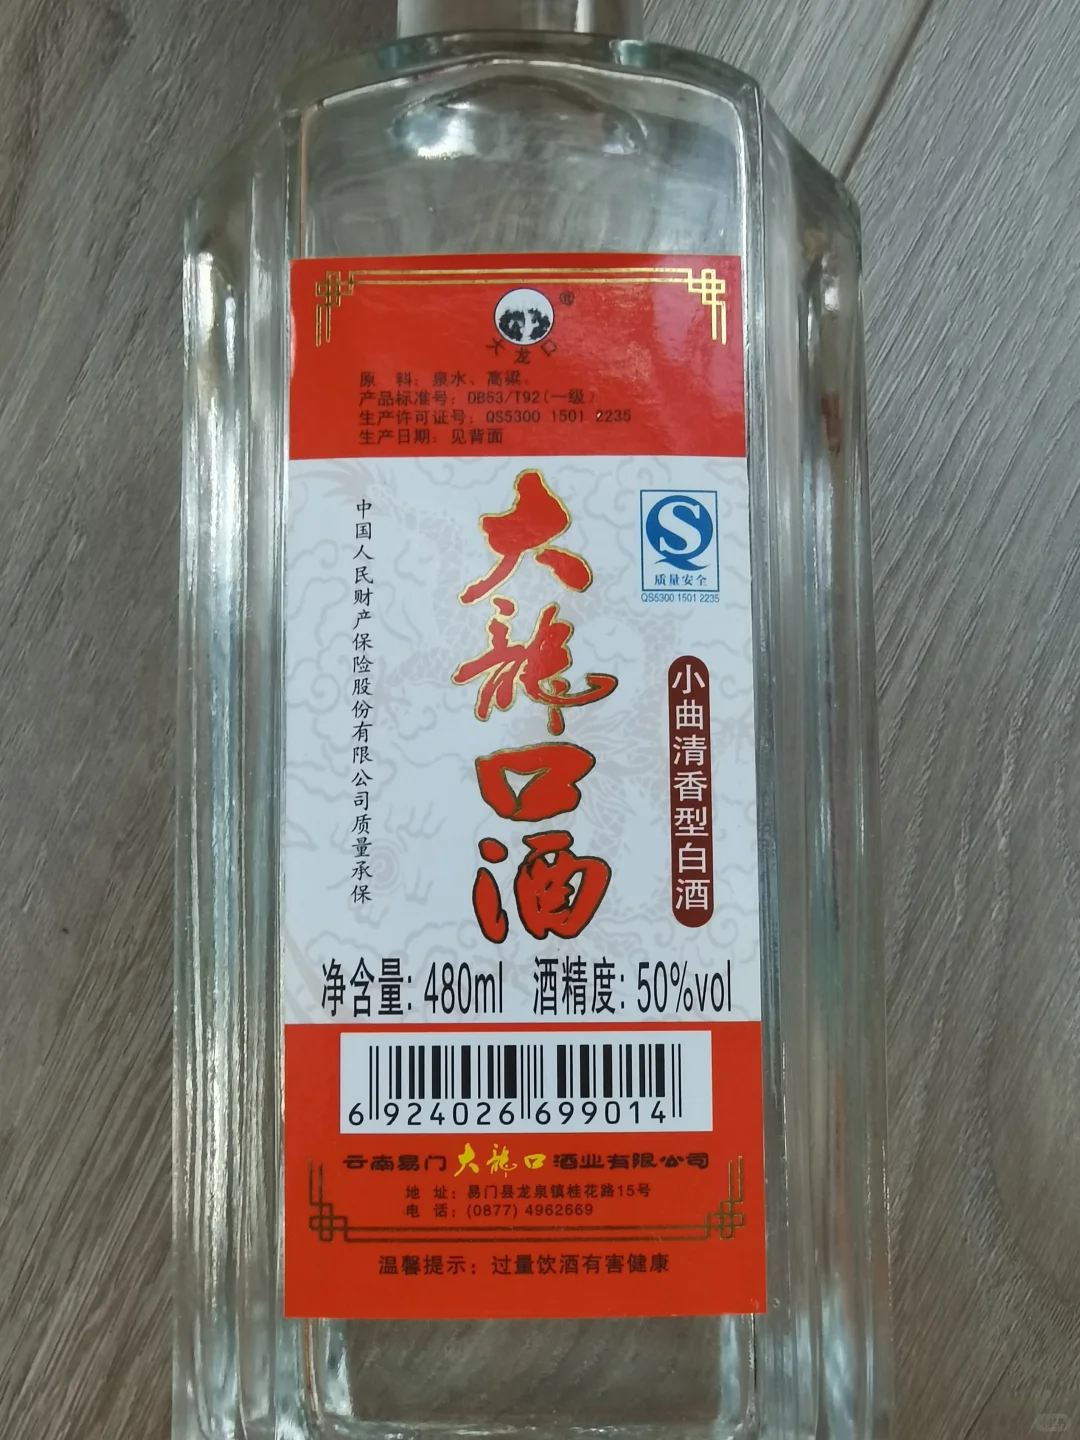 大龙口
原 料：泉水、高粱
产品标准号：DB53/T92(一级)
生产许可证号：QS5300 1501 2235
生产日期：见背面
中国人民财产保险股份有限公司质量承保
大龍口酒
质量安全
QS5300 1501 2235
小曲清香型白酒
净含量：480ml 酒精度：50%vol
6 924026 699014
云南易门大龍口酒业有限公司
地 址：易门县龙泉镇桂花路15号
电 话：(0877) 4962669
温馨提示：过量饮酒有害健康